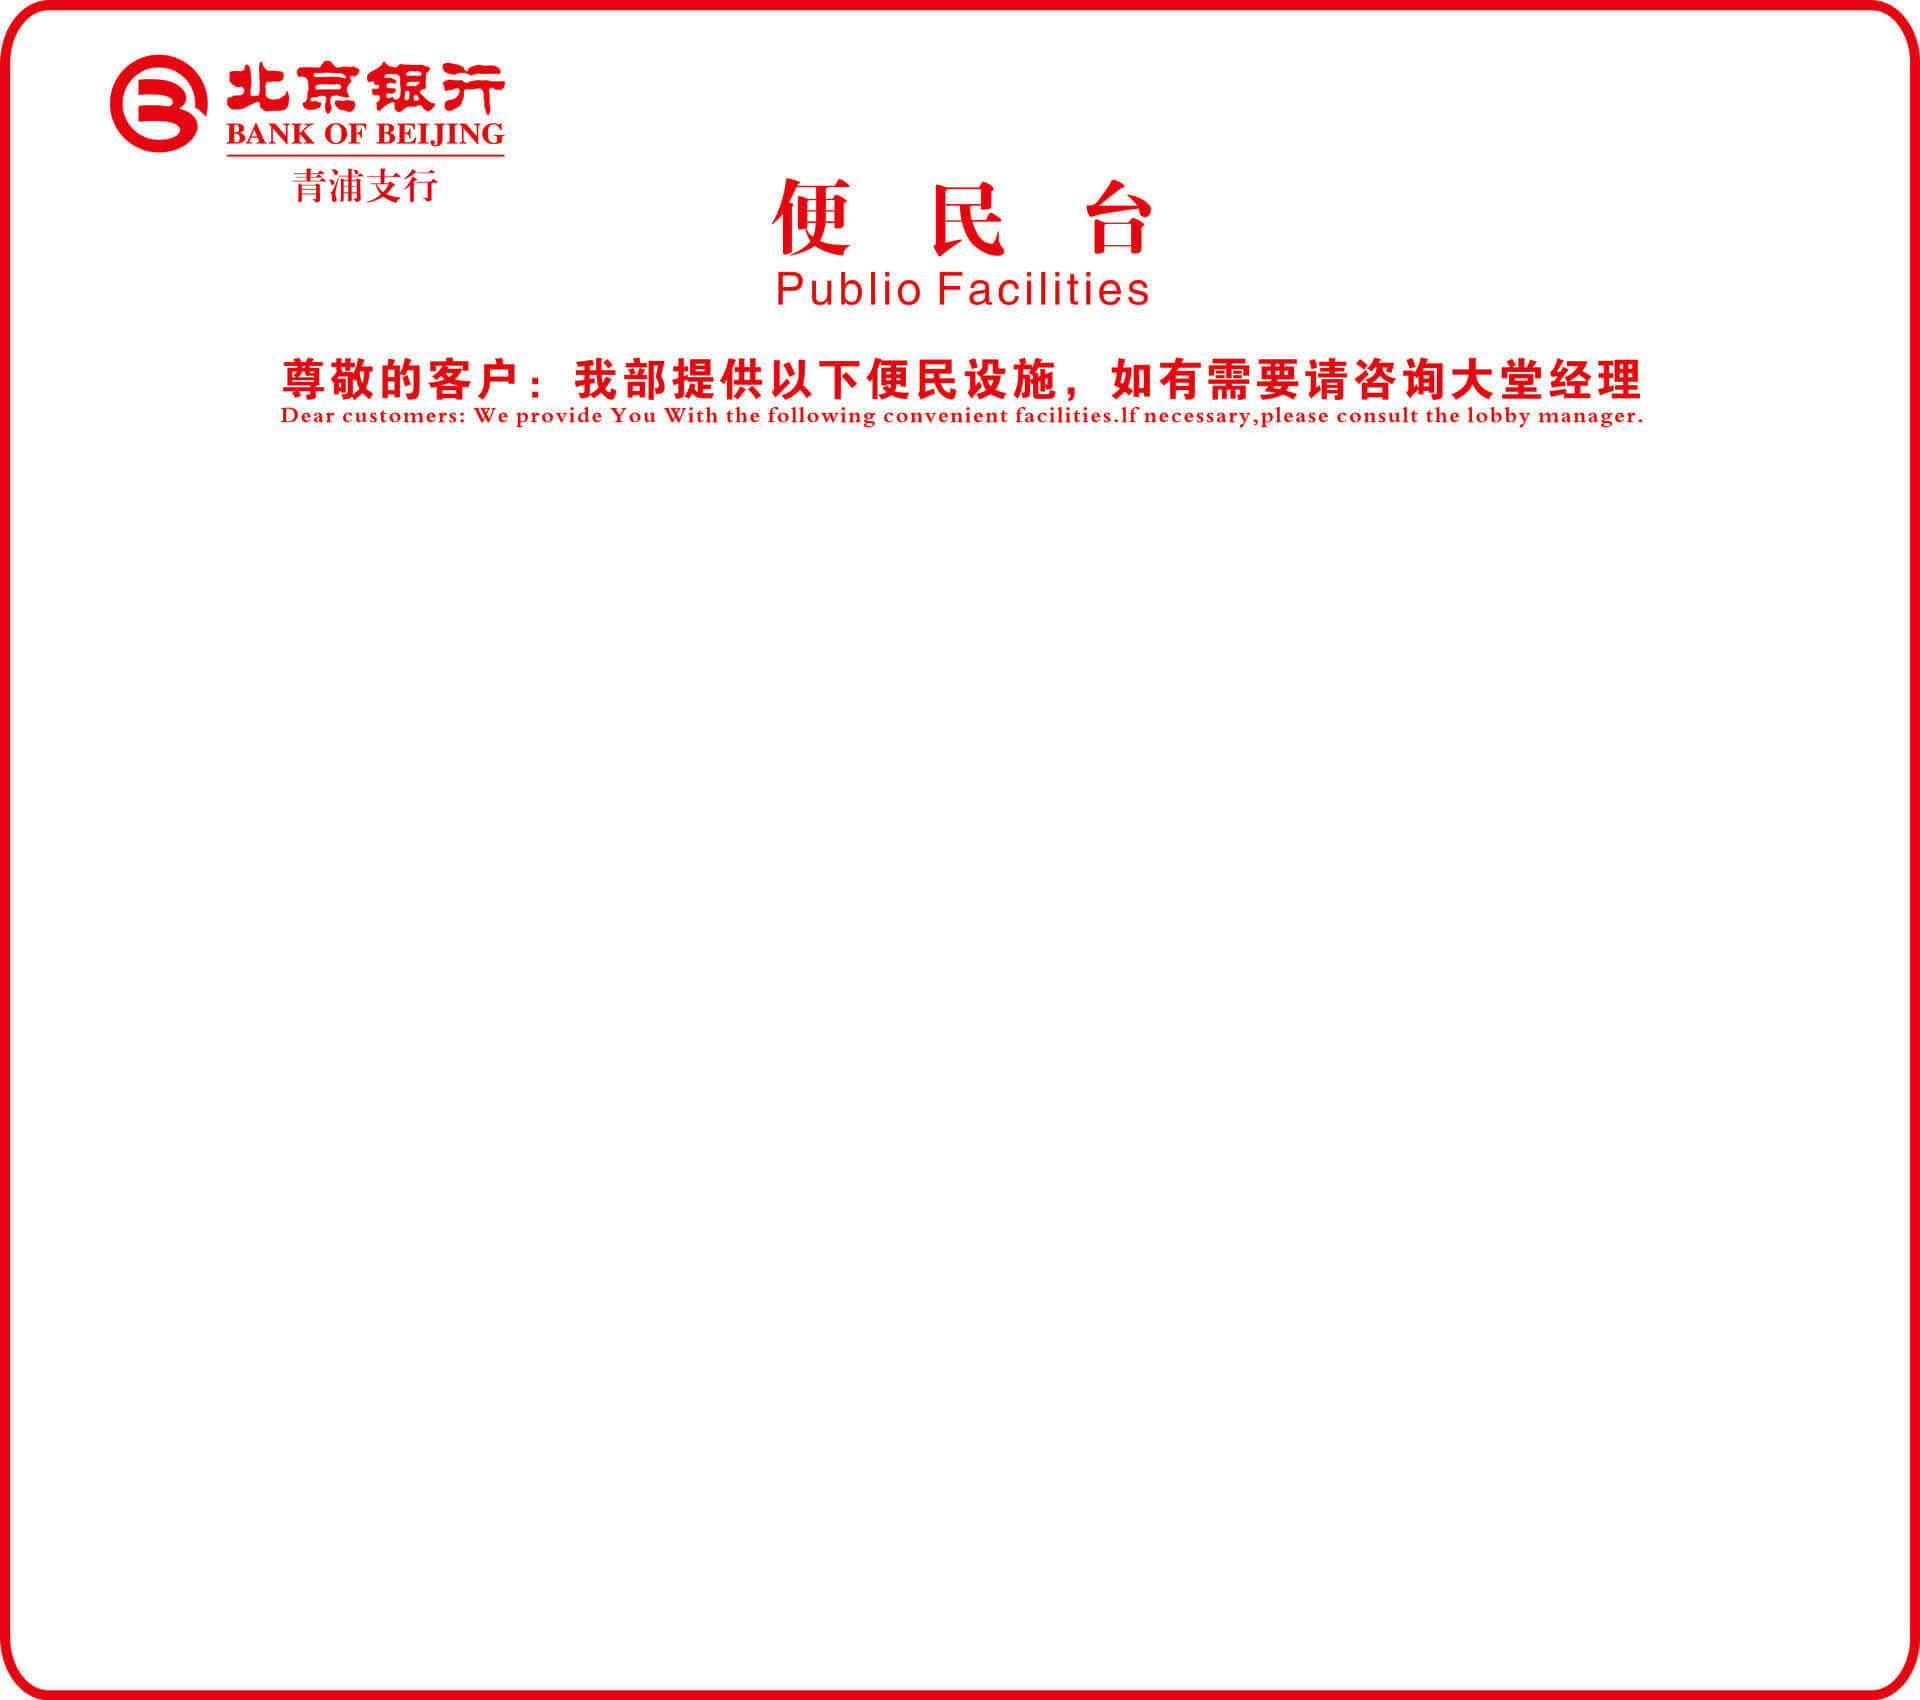 北京银行
BANK OF BEIJING
青浦支行
便民台
Publio Facilities
尊敬的客户：我部提供以下便民设施，如有需要请咨询大堂经理
Dear customers: We provide You With the following convenient facilities.lf necessary,please consult the lobby manager.